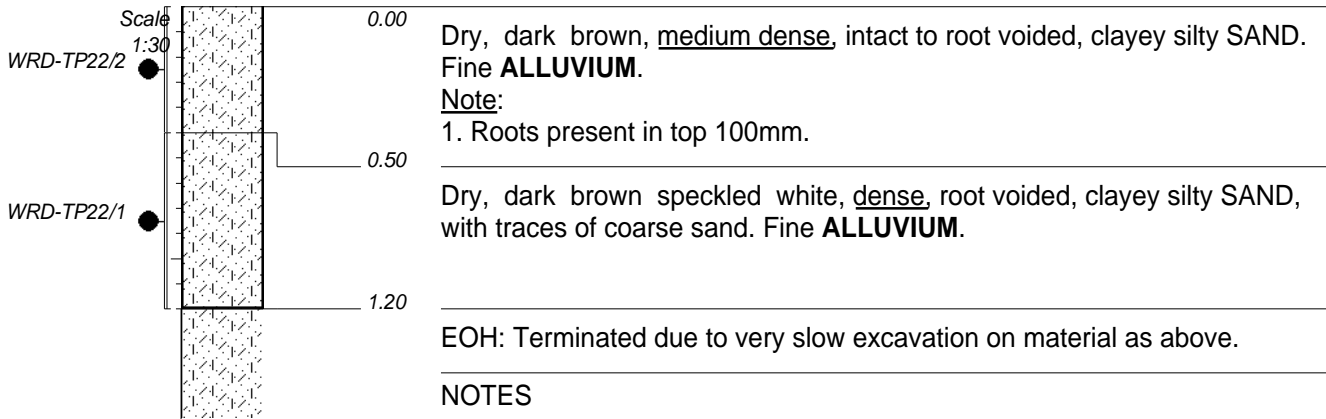 Scale
1:30
WRD-TP22/2
0.00
Dry, dark brown, medium dense, intact to root voided, clayey silty SAND.
Fine ALLUVIUM.
Note:
1. Roots present in top 100mm.
0.50
WRD-TP22/1
Dry, dark brown speckled white, dense, root voided, clayey silty SAND,
with traces of coarse sand. Fine ALLUVIUM.
1.20
EOH: Terminated due to very slow excavation on material as above.
NOTES